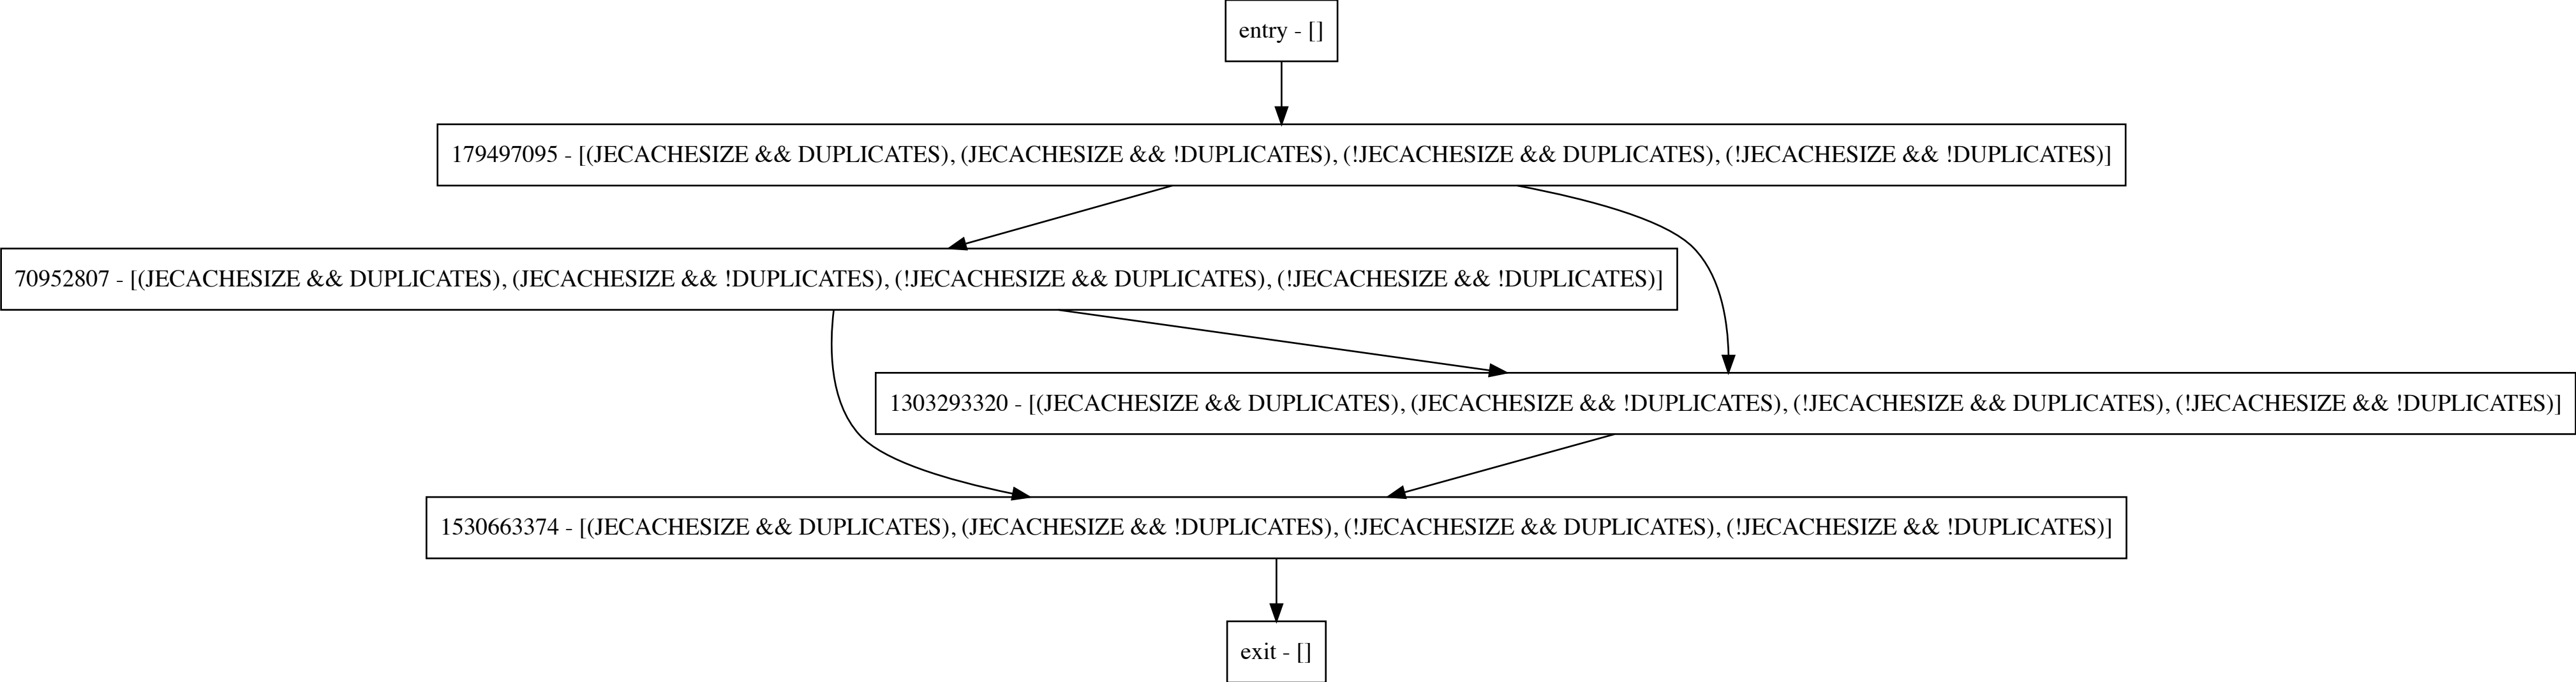 entry - []
179497095 - [(JECACHESIZE && DUPLICATES), (JECACHESIZE && !DUPLICATES), (!JECACHESIZE && DUPLICATES), (!JECACHESIZE && !DUPLICATES)]
70952807 - [(JECACHESIZE && DUPLICATES), (JECACHESIZE && !DUPLICATES), (!JECACHESIZE && DUPLICATES), (!JECACHESIZE && !DUPLICATES)]
1303293320 - [(JECACHESIZE && DUPLICATES), (JECACHESIZE && !DUPLICATES), (!JECACHESIZE && DUPLICATES), (!JECACHESIZE && !DUPLICATES)]
1530663374 - [(JECACHESIZE && DUPLICATES), (JECACHESIZE && !DUPLICATES), (!JECACHESIZE && DUPLICATES), (!JECACHESIZE && !DUPLICATES)]
exit - []